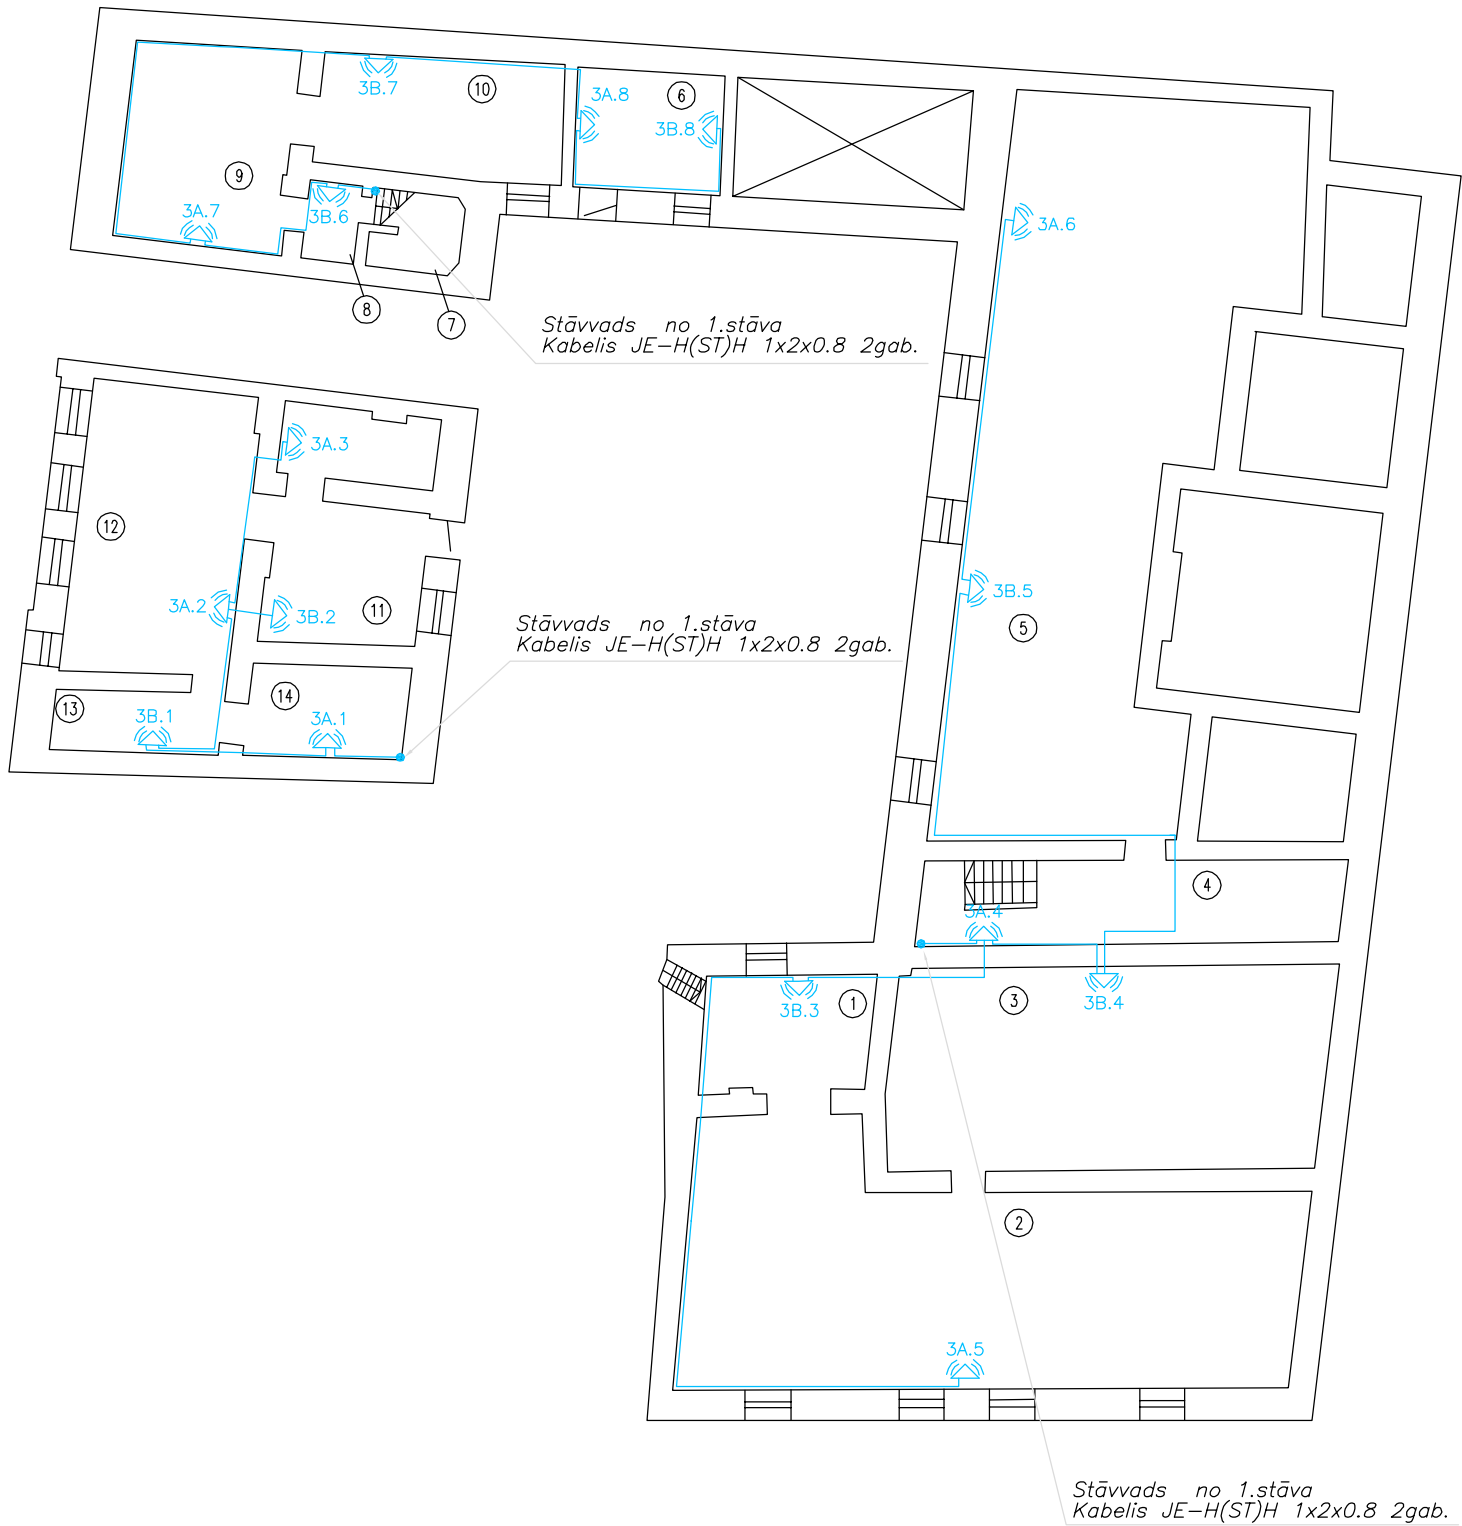 3B.7
10
3A.8
6
3B.8
9
3A.7
3B.6
3A.6
8
7
Stāvvads no 1.stāva
Kabelis JE-H(ST)H 1x2x0.8 2gab.
3A.3
12
3A.2
3B.2
11
3B.5
5
Stāvvads no 1.stāva
Kabelis JE-H(ST)H 1x2x0.8 2gab.
14
13
3B.1
3A.1
4
3A.4
3B.3
1
3
3B.4
2
3A.5
Stāvvads no 1.stāva
Kabelis JE-H(ST)H 1x2x0.8 2gab.